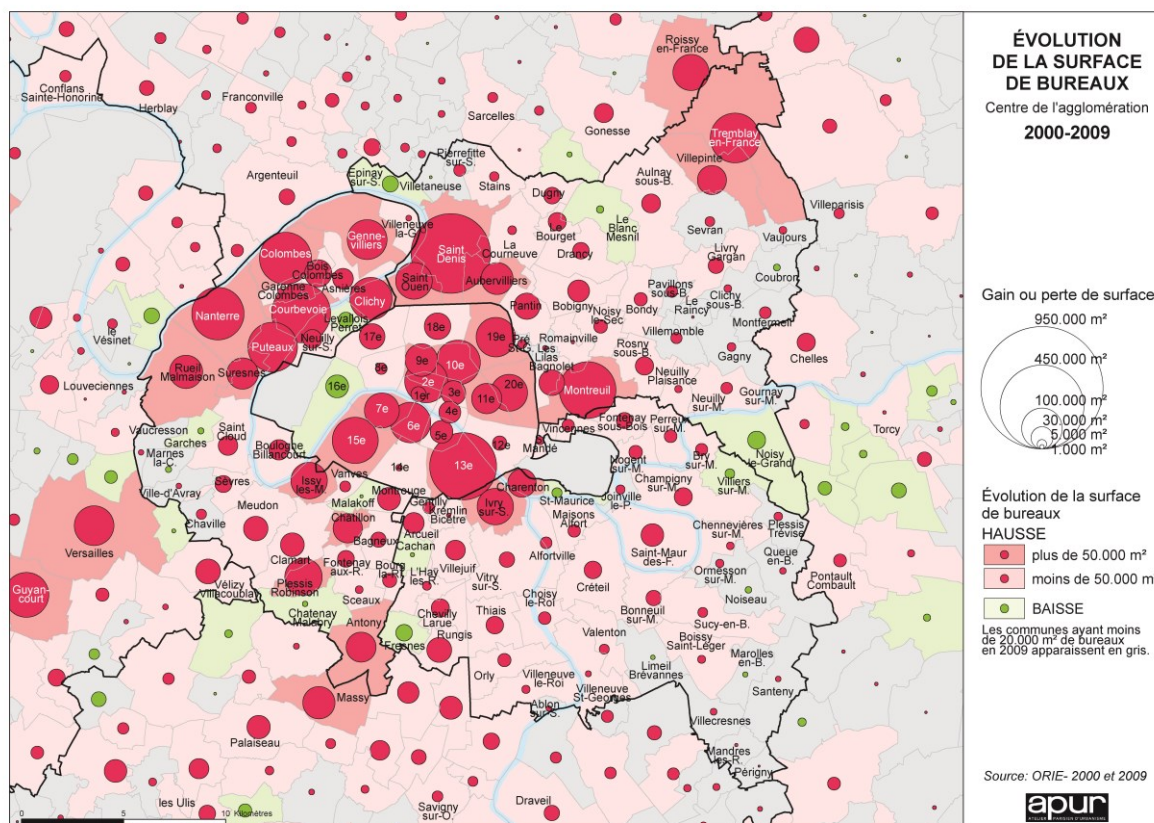 ÉVOLUTION
DE LA SURFACE
DE BUREAUX
Centre de l'agglomération
2000-2009
Gain ou perte de surface
950.000 m²
450.000 m²
100.000 m²
30.000 m²
5.000 m²
1.000 m²
Évolution de la surface
de bureaux
HAUSSE
plus de 50.000 m²
moins de 50.000 m
BAISSE
Les communes ayant moins
de 20.000 m² de bureaux
en 2009 apparaissent en gris.
Source: ORIE- 2000 et 2009
apur
ATELIER PARISIEN D'URBANISME
Conflans
Sainte-Honorine
Herblay
Franconville
Sarcelles
Gonesse
Roissy
en-France
Tremblay
en-France
Villepinte
Argenteuil
Epinay
sur-S.
Villetaneuse
Pierrefitte
sur-S.
Stains
Dugny
Le
Bourget
Le
Blanc
Mesnil
Aulnay
sous-B.
Sevran
Villeparisis
Vaujours
Villeneuve
la-G.
Genne-
villiers
Saint
Denis
La
Courneuve
Drancy
Livry
Gargan
Coubron
Colombes
Bois
Colombes
Asnières
Garenne
Colombes
Courbevoie
Clichy
Saint
Ouen
Aubervilliers
Bobigny
Pavillons
sous-B.
Clichy
sous-B.
Montfermeil
Nanterre
Levallois
Perret
Neuilly
sur-S.
Puteaux
Pantin
Noisy
le-Sec
Bondy
Le
Raincy
Villemomble
Gagny
Chelles
le
Vésinet
Rueil
Malmaison
Suresnes
17e
18e
19e
Pré
St-G.
Les
Lilas
Romainville
Rosny
sous-B.
Neuilly
Plaisance
Neuilly
sur-M.
Gournay
sur-M.
8e
9e
10e
2e
1er
3e
4e
11e
20e
16e
7e
6e
5e
15e
13e
12e
14e
Bagnolet
Montreuil
Louveciennes
Vaucresson
Garches
Marnes
la-C.
Saint
Cloud
Boulogne
Billancourt
Ville-d'Avray
Sèvres
Chaville
Meudon
Issy
les-M.
Vanves
Malakoff
Montrouge
Gentilly
Kremlin
Bicêtre
Ivry
sur-S.
Charenton
St
Mandé
Vincennes
Fontenay
sous-Bois
Perreux
sur-M.
Nogent
sur-M.
Bry
sur-M.
Noisy
le-Grand
Villiers
sur-M.
Torcy
Champigny
sur-M.
Joinville
le-P.
St-Maurice
Maisons
Alfort
Alfortville
Saint-Maur
des-F.
Chennevières
sur-M.
Plessis
Trévise
Queue
en-B.
Ormesson
sur-M.
Noiseau
Pontault
Combault
Versailles
Guyan-
court
Vélizy
Villacoublay
Clamart
Chatillon
Bagneux
Fontenay
aux-R.
Plessis
Robinson
Sceaux
Chatenay
Malabry
Antony
Bourg
la-R.
Arcueil
Cachan
L'Hay
les-R.
Villejuif
Vitry
sur-S.
Chevilly
Larue
Fresnes
Rungis
Thiais
Choisy
le-Roi
Créteil
Bonneuil
sur-M.
Sucy-en-B.
Boissy
Saint-Léger
Valenton
Limeil
Brévannes
Marolles
en-B.
Santeny
Orly
Villeneuve
le-Roi
Villeneuve
St-Georges
Ablon
sur-S.
Villecresnes
Mandres
les-R.
Périgny
Massy
Palaiseau
les Ulis
Savigny
sur-O.
Draveil
0
5
10 Kilomètres